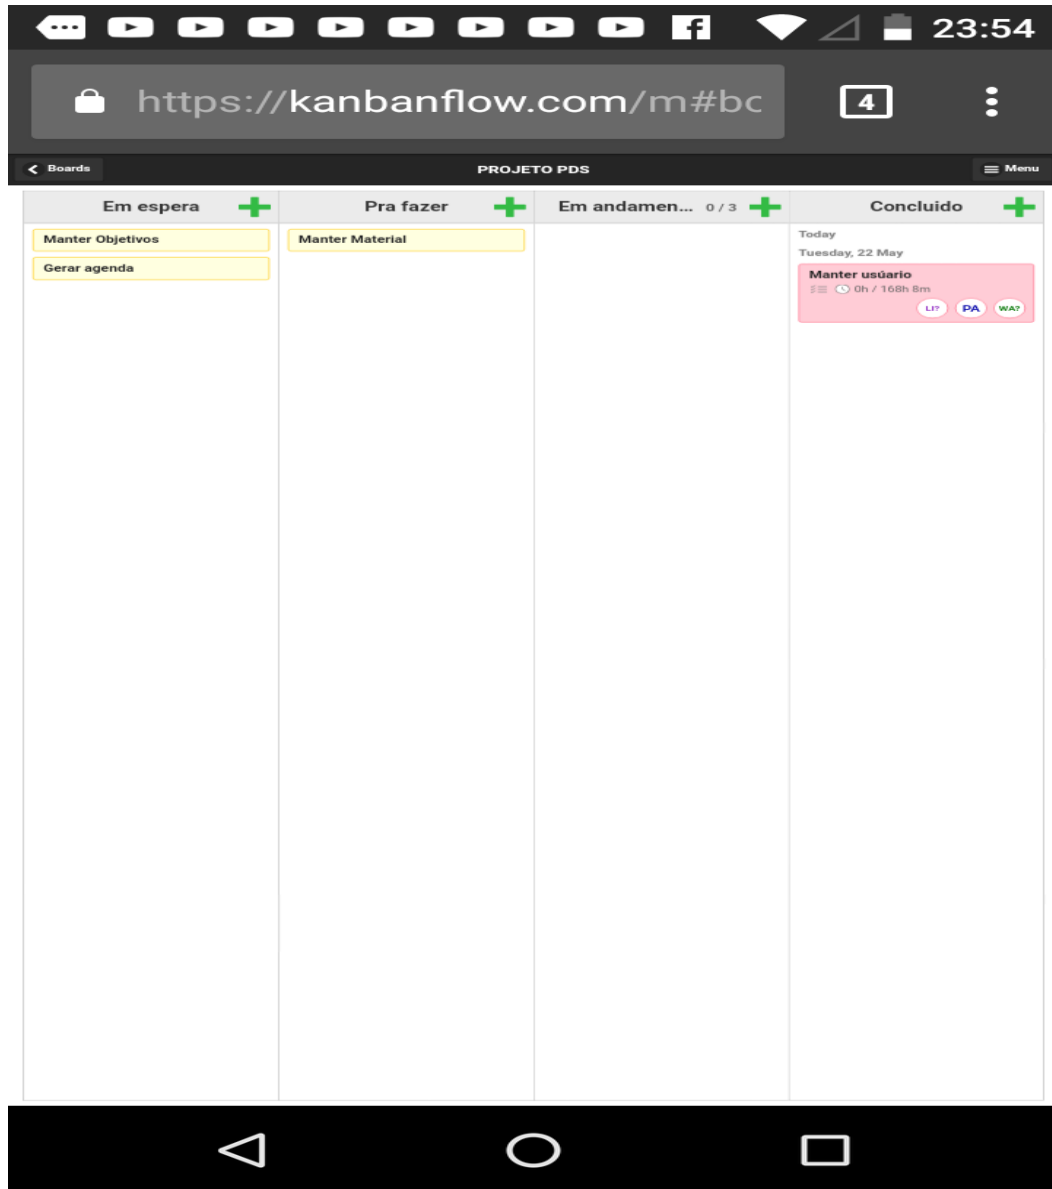 23:54
https://kanbanflow.com/m#bc
4
Boards
PROJETO PDS
Menu
Em espera
Pra fazer
Em andamen... 0 / 3
Concluido
Manter Objetivos
Gerar agenda
Manter Material
Today
Tuesday, 22 May
Manter usúario
0h / 168h 8m
LI? PA WA?